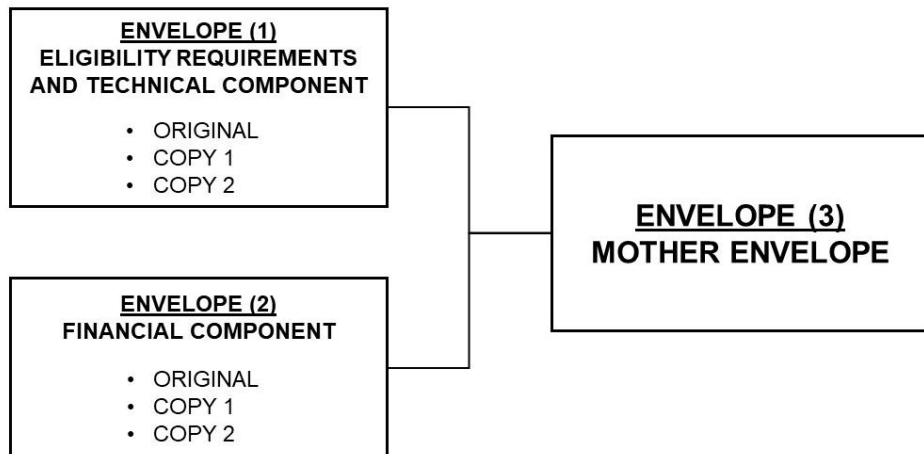 ENVELOPE (1)
ELIGIBILITY REQUIREMENTS
AND TECHNICAL COMPONENT
• ORIGINAL
• COPY 1
• COPY 2
ENVELOPE (2)
FINANCIAL COMPONENT
• ORIGINAL
• COPY 1
• COPY 2
ENVELOPE (3)
MOTHER ENVELOPE